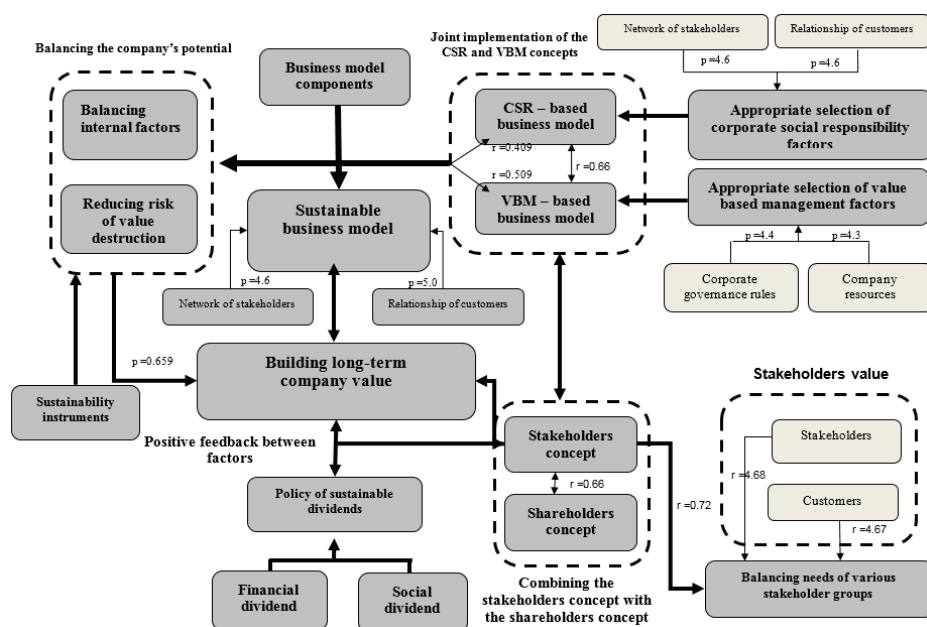 Balancing the company's potential
Balancing
internal factors
Reducing risk
of value
destruction
Business model
components
Joint implementation of the
CSR and VBM concepts
CSR – based
business model
r =0.409
r =0.66
r =0.509
VBM – based
business model
Network of stakeholders
Relationship of customers
p=4.6
p=4.6
Appropriate selection of
corporate social responsibility
factors
Appropriate selection of value
based management factors
p=4.4
p=4.3
Corporate
governance rules
Company
resources
Sustainable
business model
p=4.6
p=5.0
Network of stakeholders
Relationship of customers
p =0.659
Building long-term
company value
Sustainability
instruments
Positive feedback between
factors
Policy of sustainable
dividends
Financial
dividend
Social
dividend
Stakeholders
concept
r =0.66
Shareholders
concept
Combining the
stakeholders concept with
the shareholders concept
r =0.72
Stakeholders value
Stakeholders
r=4.68
Customers
r =4.67
Balancing needs of various
stakeholder groups